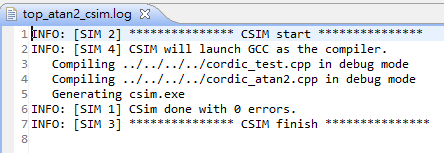 top_atan2_csim.log
1 INFO: [SIM 2] *************** CSIM start ***************
2 INFO: [SIM 4] CSIM will launch GCC as the compiler.
3    Compiling ../../../../cordic_test.cpp in debug mode
4    Compiling ../../../../cordic_atan2.cpp in debug mode
5    Generating csim.exe
6 INFO: [SIM 1] CSim done with 0 errors.
7 INFO: [SIM 3] *************** CSIM finish ***************
8